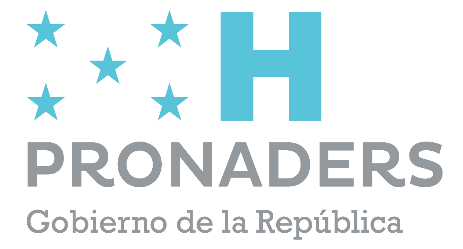 H
PRONADERS
Gobierno de la República